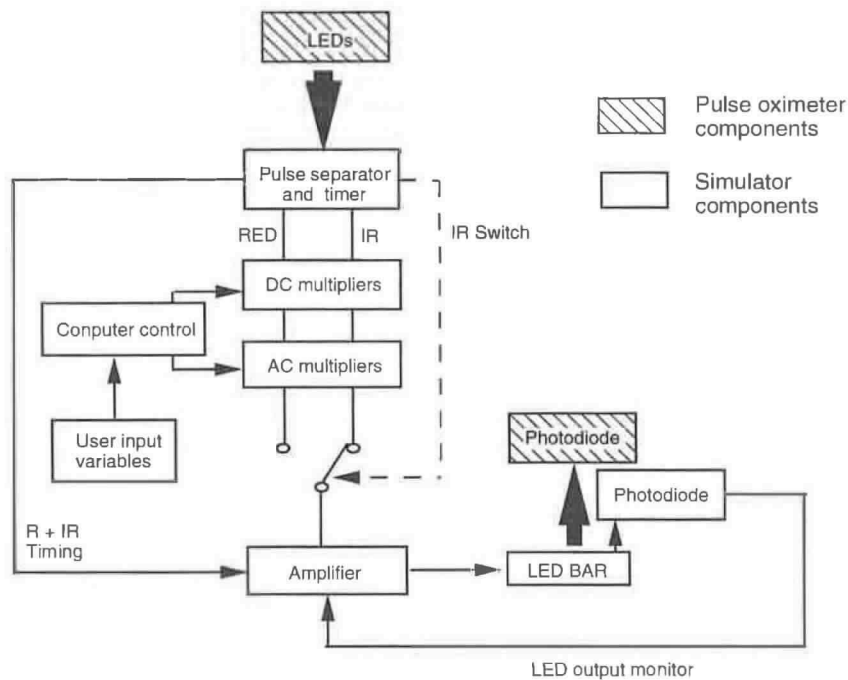 LEDs
Pulse oximeter
components
Simulator
components
Pulse separator
and timer
RED
IR
IR Switch
DC multipliers
Conputer control
AC multipliers
User input
variables
Photodiode
Photodiode
R + IR
Timing
Amplifier
LED BAR
LED output monitor